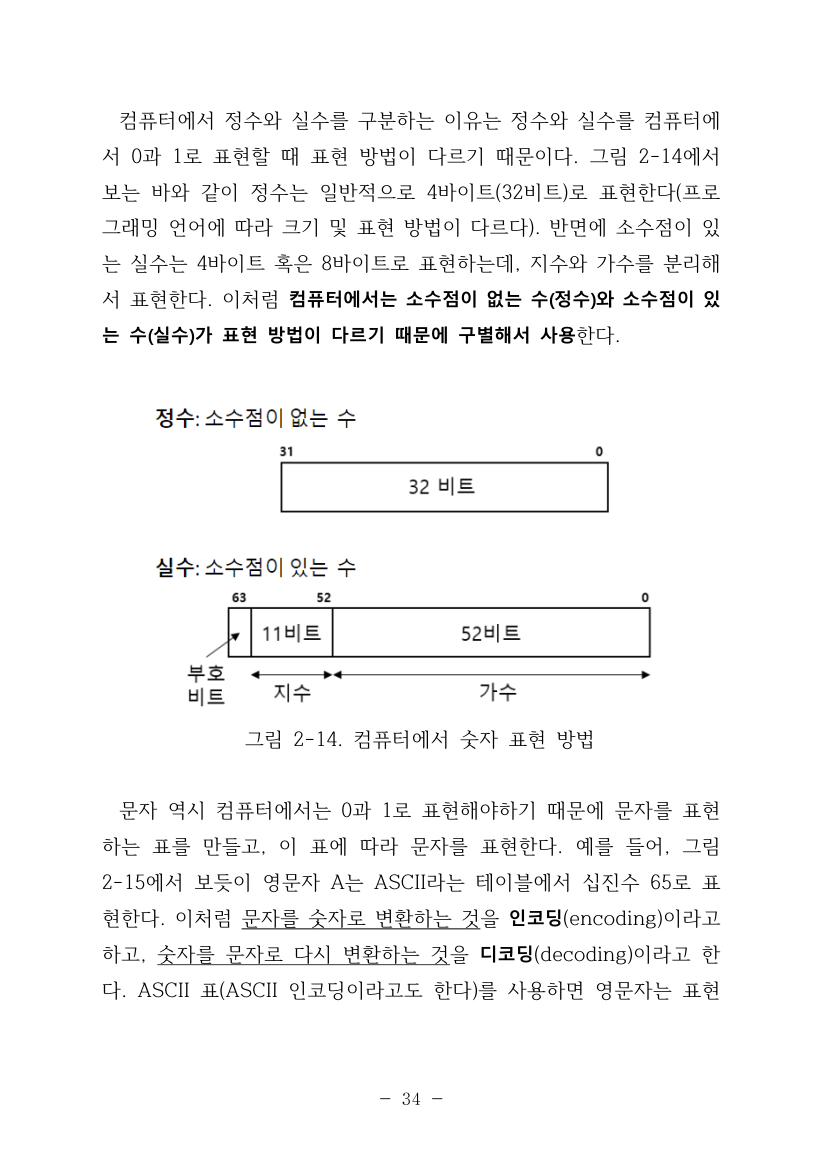 컴퓨터에서 정수와 실수를 구분하는 이유는 정수와 실수를 컴퓨터에
서 0과 1로 표현할 때 표현 방법이 다르기 때문이다. 그림 2-14에서
보는 바와 같이 정수는 일반적으로 4바이트(32비트)로 표현한다(프로
그래밍 언어에 따라 크기 및 표현 방법이 다르다). 반면에 소수점이 있
는 실수는 4바이트 혹은 8바이트로 표현하는데, 지수와 가수를 분리해
서 표현한다. 이처럼 컴퓨터에서는 소수점이 없는 수(정수)와 소수점이 있
는 수(실수)가 표현 방법이 다르기 때문에 구별해서 사용한다.
정수: 소수점이 없는 수
31 0
32 비트
실수: 소수점이 있는 수
63 52 0
11비트 52비트
부호
비트
지수 가수
그림 2-14. 컴퓨터에서 숫자 표현 방법
문자 역시 컴퓨터에서는 0과 1로 표현해야하기 때문에 문자를 표현
하는 표를 만들고, 이 표에 따라 문자를 표현한다. 예를 들어, 그림
2-15에서 보듯이 영문자 A는 ASCII라는 테이블에서 십진수 65로 표
현한다. 이처럼 문자를 숫자로 변환하는 것을 인코딩(encoding)이라고
하고, 숫자를 문자로 다시 변환하는 것을 디코딩(decoding)이라고 한
다. ASCII 표(ASCII 인코딩이라고도 한다)를 사용하면 영문자는 표현
- 34 -